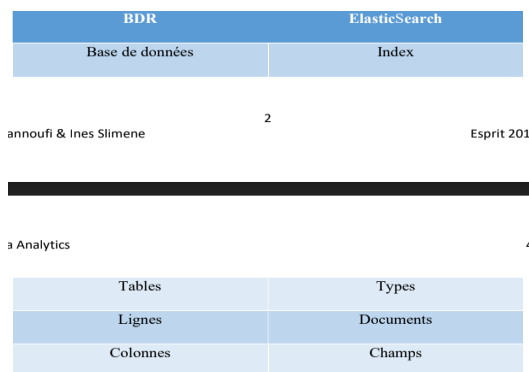 BDR ElasticSearch
Base de données Index
2
annoufi & Ines Slimene Esprit 201
a Analytics
Tables Types
Lignes Documents
Colonnes Champs